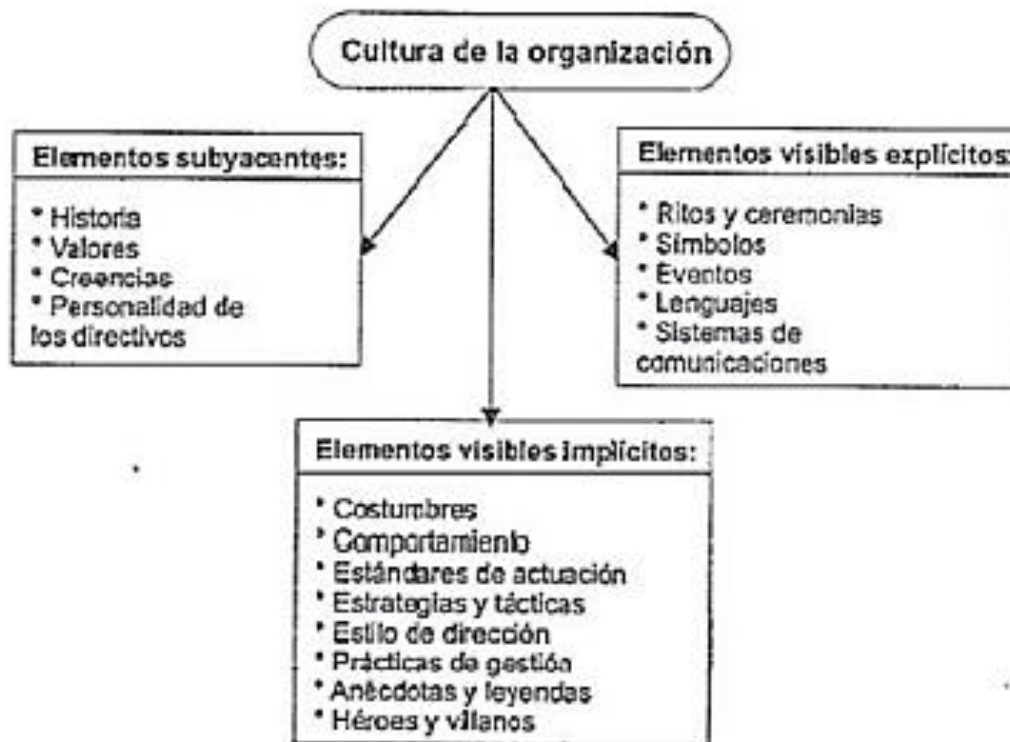 Cultura de la organización
Elementos subyacentes:
* Historia
* Valores
* Creencias
* Personalidad de
los directivos
Elementos visibles explícitos:
* Ritos y ceremonias
* Símbolos
* Eventos
* Lenguajes
* Sistemas de
comunicaciones
Elementos visibles implícitos:
* Costumbres
* Comportamiento
* Estándares de actuación
* Estrategias y tácticas
* Estilo de dirección
* Prácticas de gestión
* Anécdotas y leyendas
* Héroes y villanos